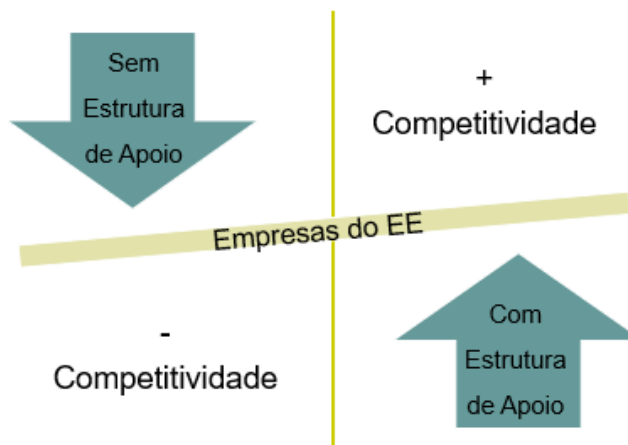 Sem
Estrutura
de Apoio
+
Competitividade
Empresas do EE
-
Competitividade
Com
Estrutura
de Apoio